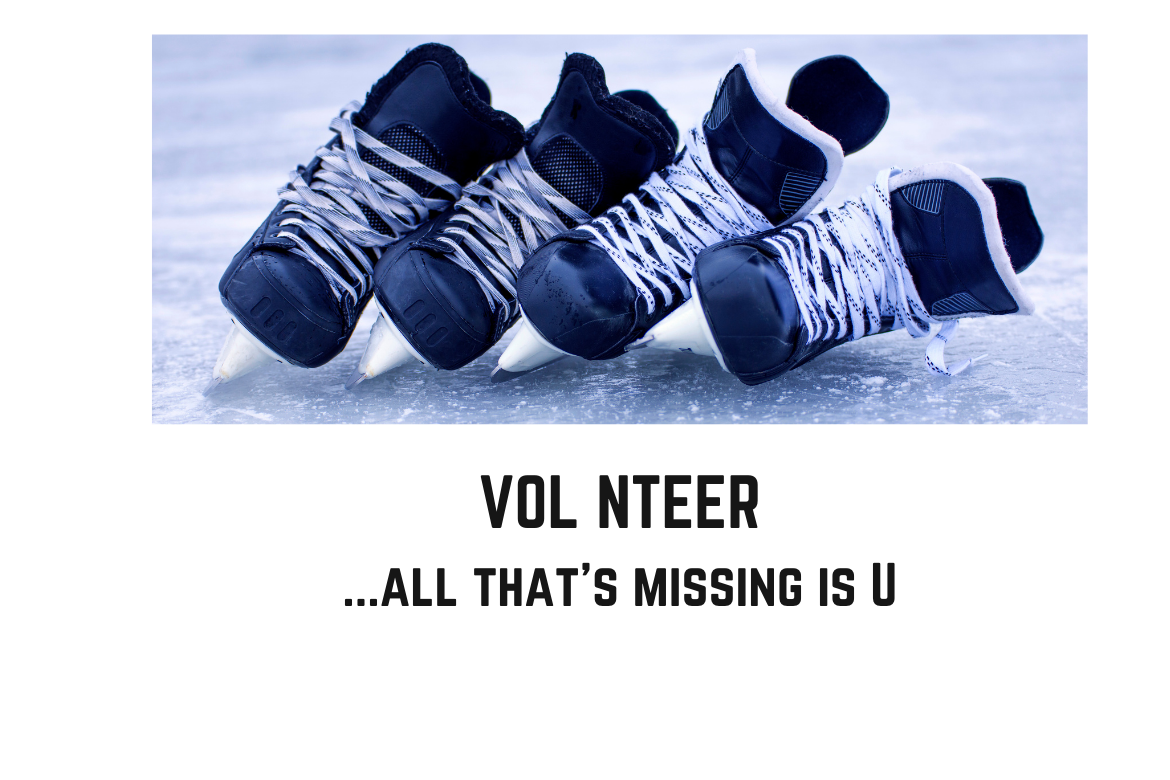 VOL NTEER
...ALL THAT'S MISSING IS U